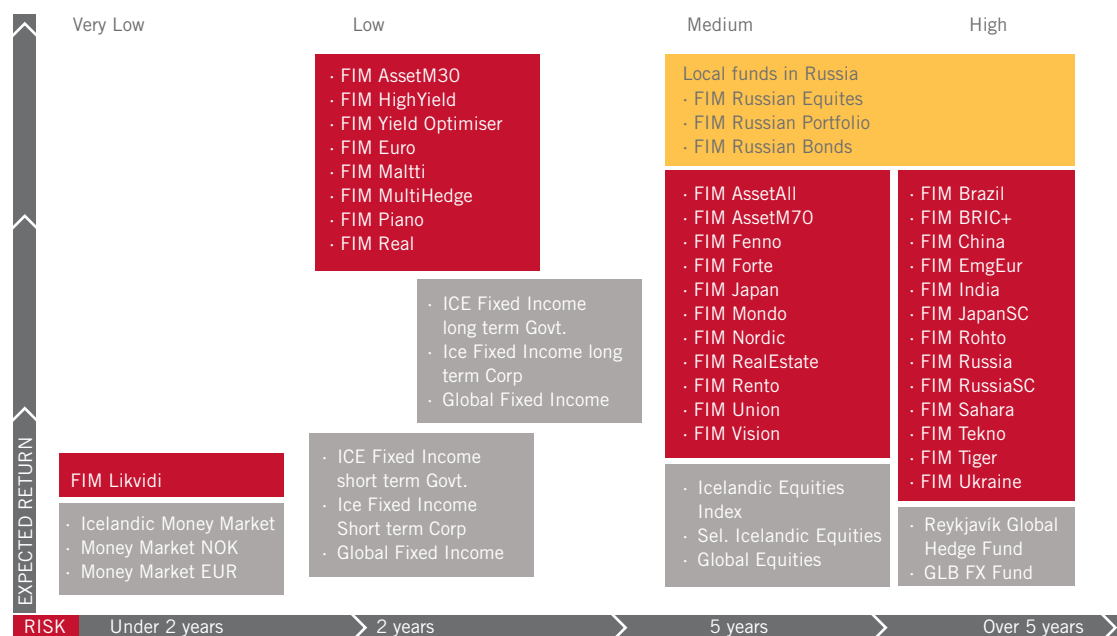 Very Low
Low
Medium
High
· FIM AssetM30
· FIM HighYield
· FIM Yield Optimiser
· FIM Euro
· FIM Maltti
· FIM MultiHedge
· FIM Piano
· FIM Real
Local funds in Russia
· FIM Russian Equites
· FIM Russian Portfolio
· FIM Russian Bonds
· FIM AssetAll
· FIM AssetM70
· FIM Fenno
· FIM Forte
· FIM Japan
· FIM Mondo
· FIM Nordic
· FIM RealEstate
· FIM Rento
· FIM Union
· FIM Vision
· FIM Brazil
· FIM BRIC+
· FIM China
· FIM EmgEur
· FIM India
· FIM JapanSC
· FIM Rohto
· FIM Russia
· FIM RussiaSC
· FIM Sahara
· FIM Tekno
· FIM Tiger
· FIM Ukraine
· ICE Fixed Income
long term Govt.
· Ice Fixed Income long
term Corp
· Global Fixed Income
EXPECTED RETURN
FIM Likvidi
· Icelandic Money Market
· Money Market NOK
· Money Market EUR
· ICE Fixed Income
short term Govt.
· Ice Fixed Income
Short term Corp
· Global Fixed Income
· Icelandic Equities
Index
· Sel. Icelandic Equities
· Global Equities
· Reykjavík Global
Hedge Fund
· GLB FX Fund
RISK
Under 2 years
2 years
5 years
Over 5 years